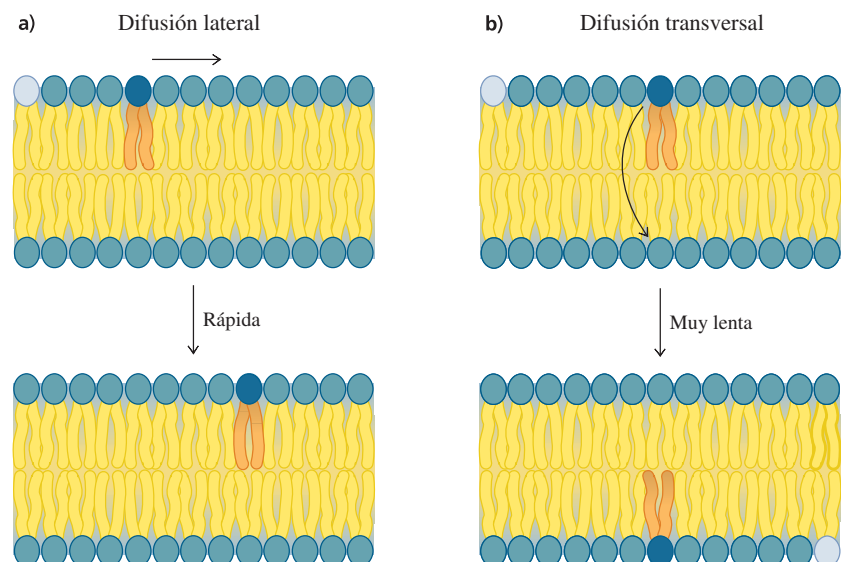 a) Difusión lateral
b) Difusión transversal
Rápida
Muy lenta